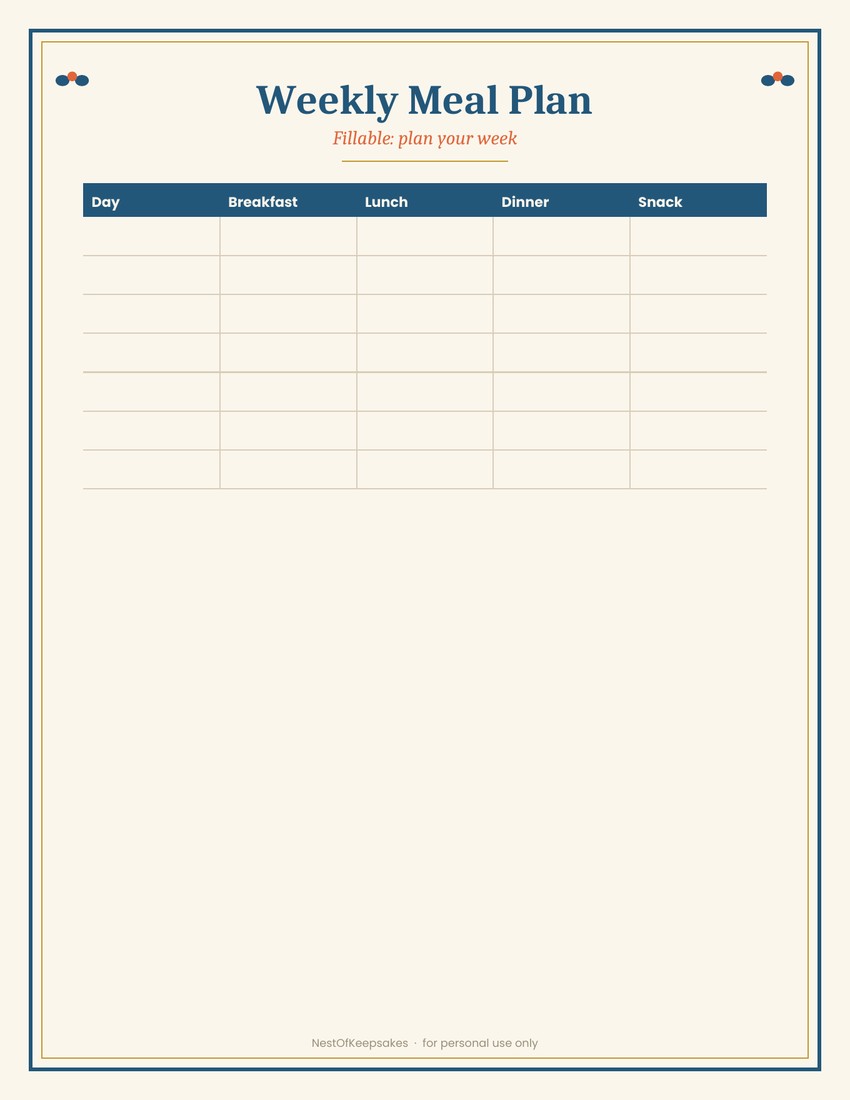 Weekly Meal Plan
Fillable: plan your week
Day Breakfast Lunch Dinner Snack
NestOfKeepsakes · for personal use only